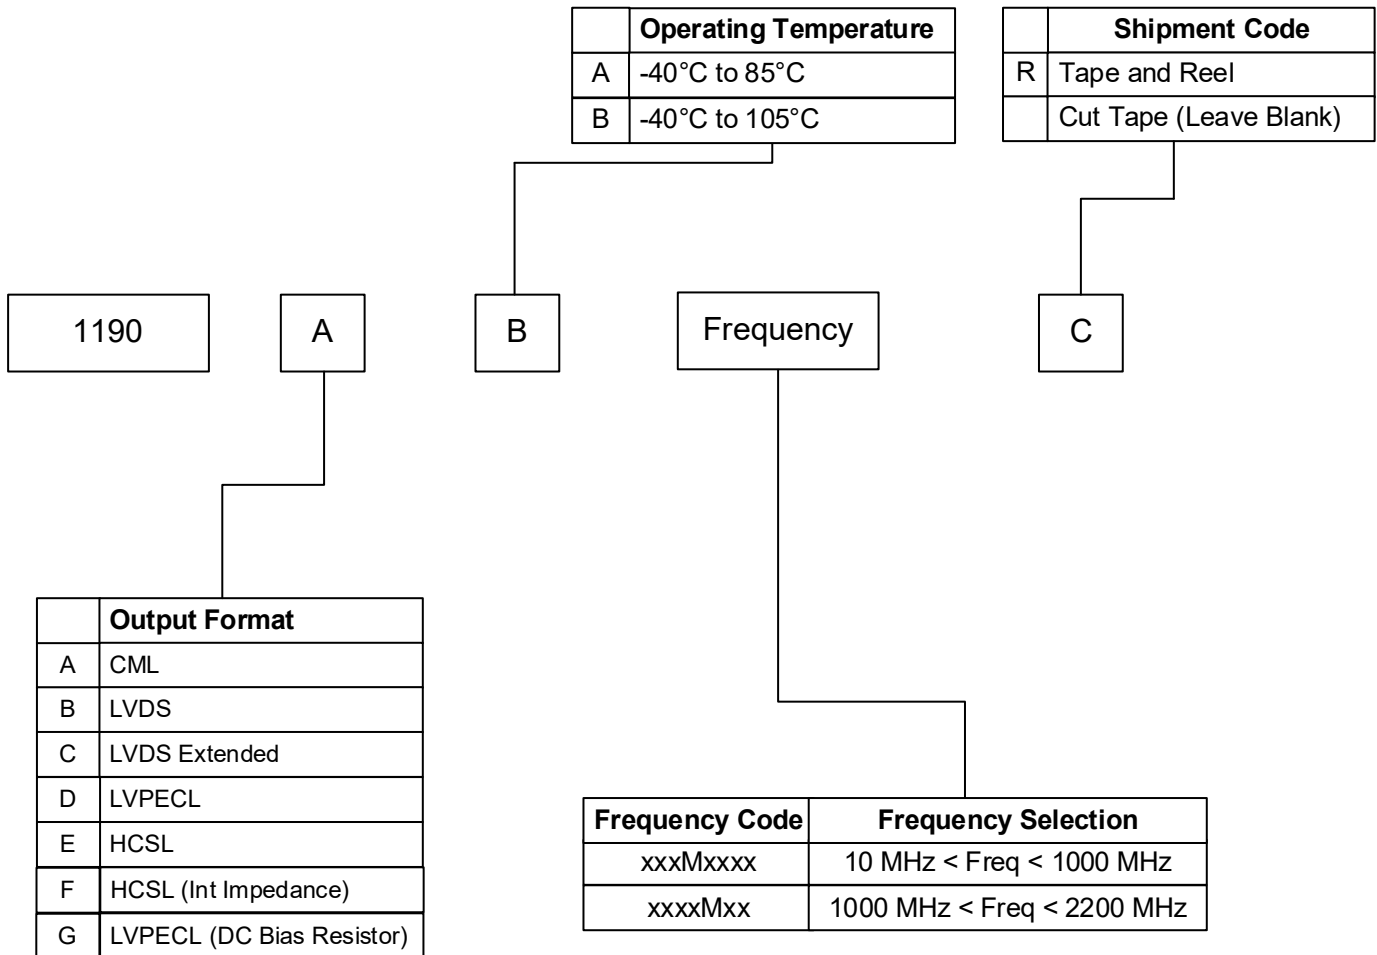 Operating Temperature
A -40°C to 85°C
B -40°C to 105°C
Shipment Code
R Tape and Reel
Cut Tape (Leave Blank)
1190
A
B
Frequency
C
Output Format
A CML
B LVDS
C LVDS Extended
D LVPECL
E HCSL
F HCSL (Int Impedance)
G LVPECL (DC Bias Resistor)
Frequency Code Frequency Selection
xxxMxxxx 10 MHz < Freq < 1000 MHz
xxxxMxx 1000 MHz < Freq < 2200 MHz